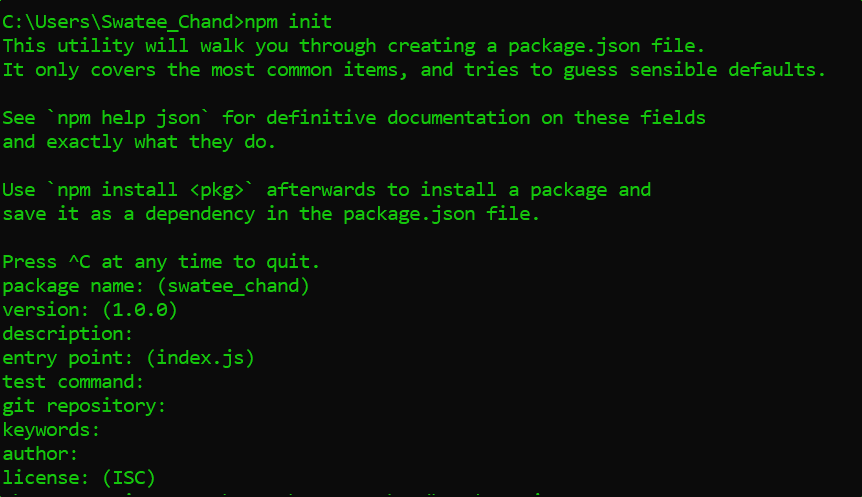 C:\Users\Swatee_Chand>npm init
This utility will walk you through creating a package.json file.
It only covers the most common items, and tries to guess sensible defaults.
See `npm help json` for definitive documentation on these fields
and exactly what they do.
Use `npm install <pkg>` afterwards to install a package and
save it as a dependency in the package.json file.
Press ^C at any time to quit.
package name: (swatee_chand)
version: (1.0.0)
description:
entry point: (index.js)
test command:
git repository:
keywords:
author:
license: (ISC)